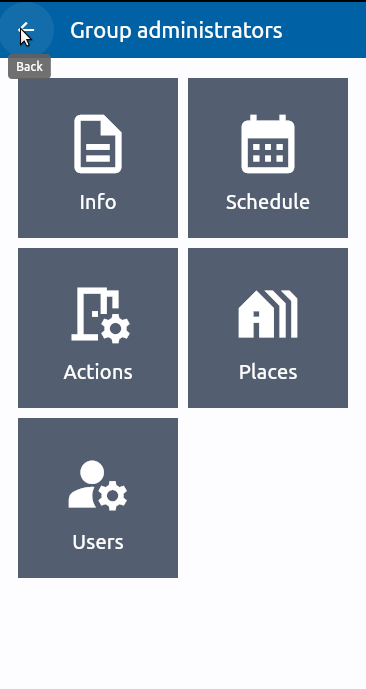 Group administrators
Back
Info
Schedule
Actions
Places
Users